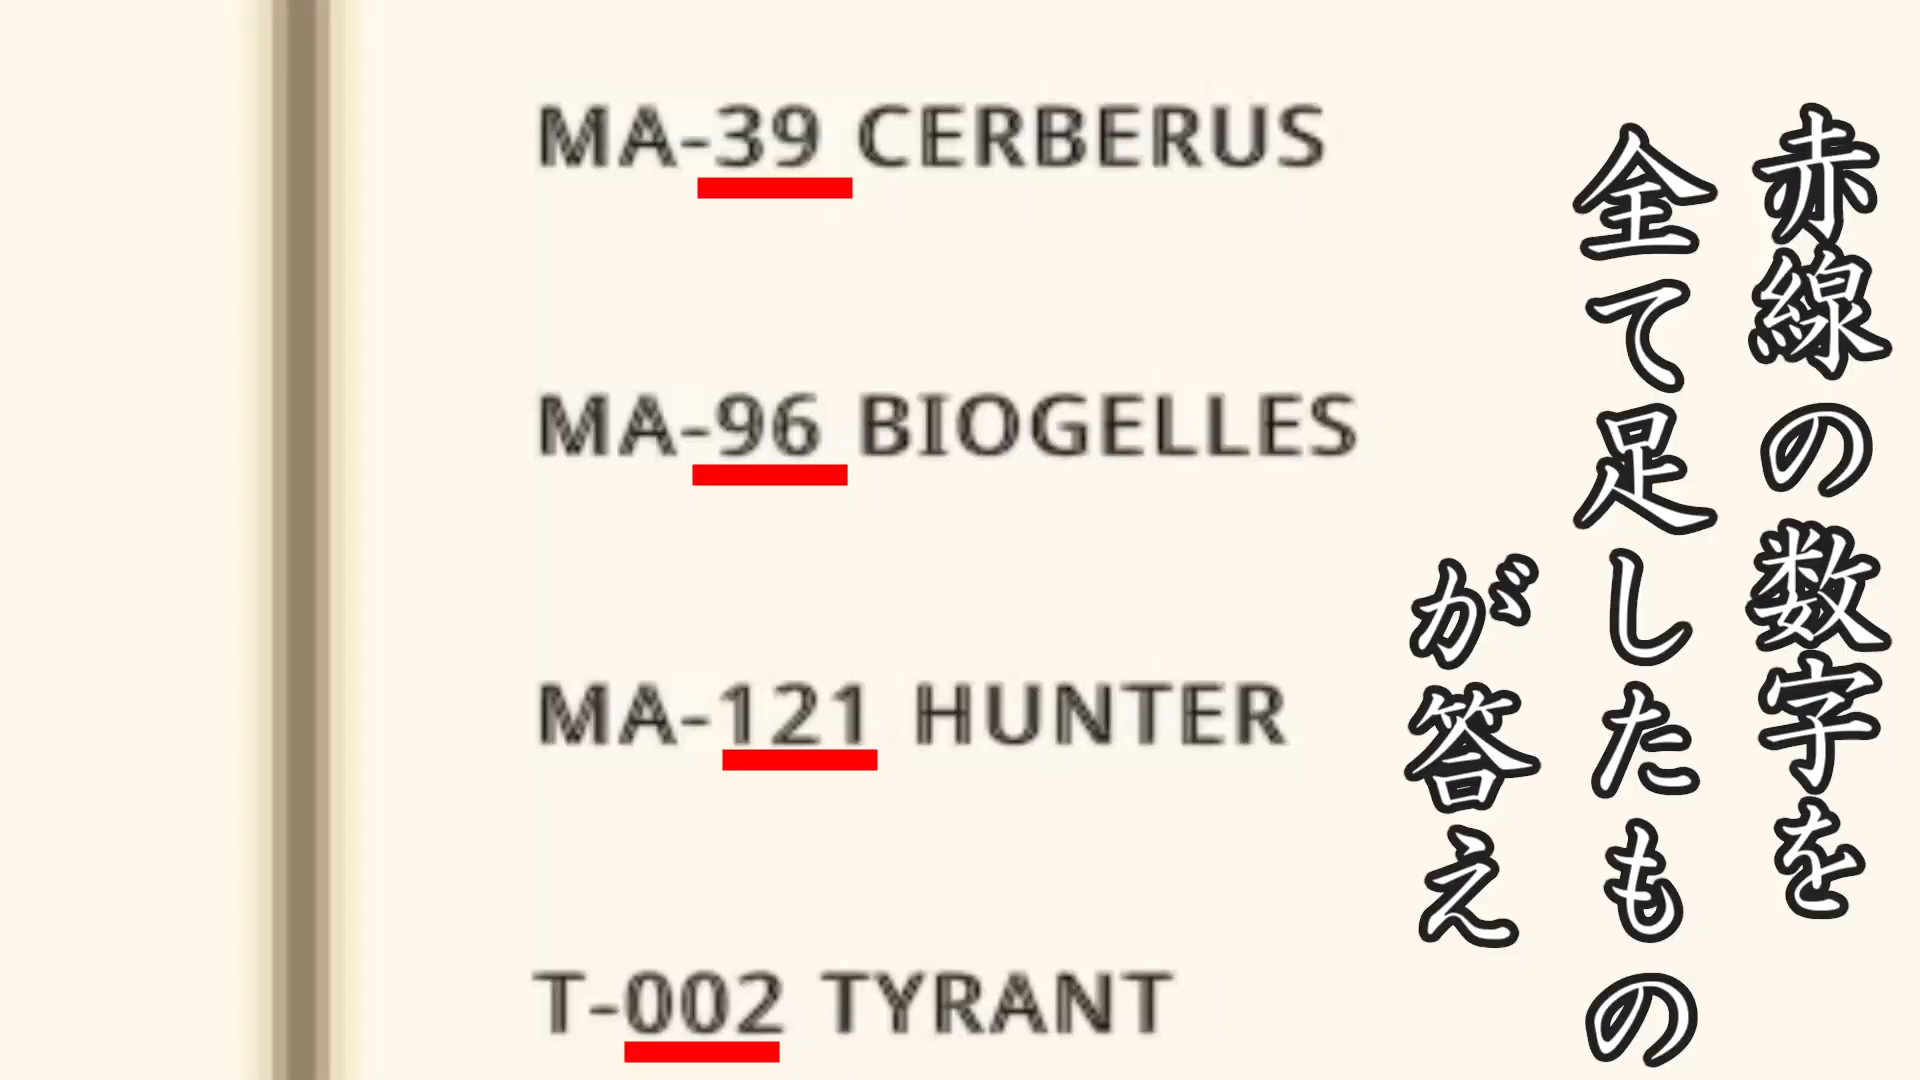 MA-39 CERBERUS
MA-96 BIOGELLES
MA-121 HUNTER
T-002 TYRANT
赤線の数字を
全て足したもの
が答え